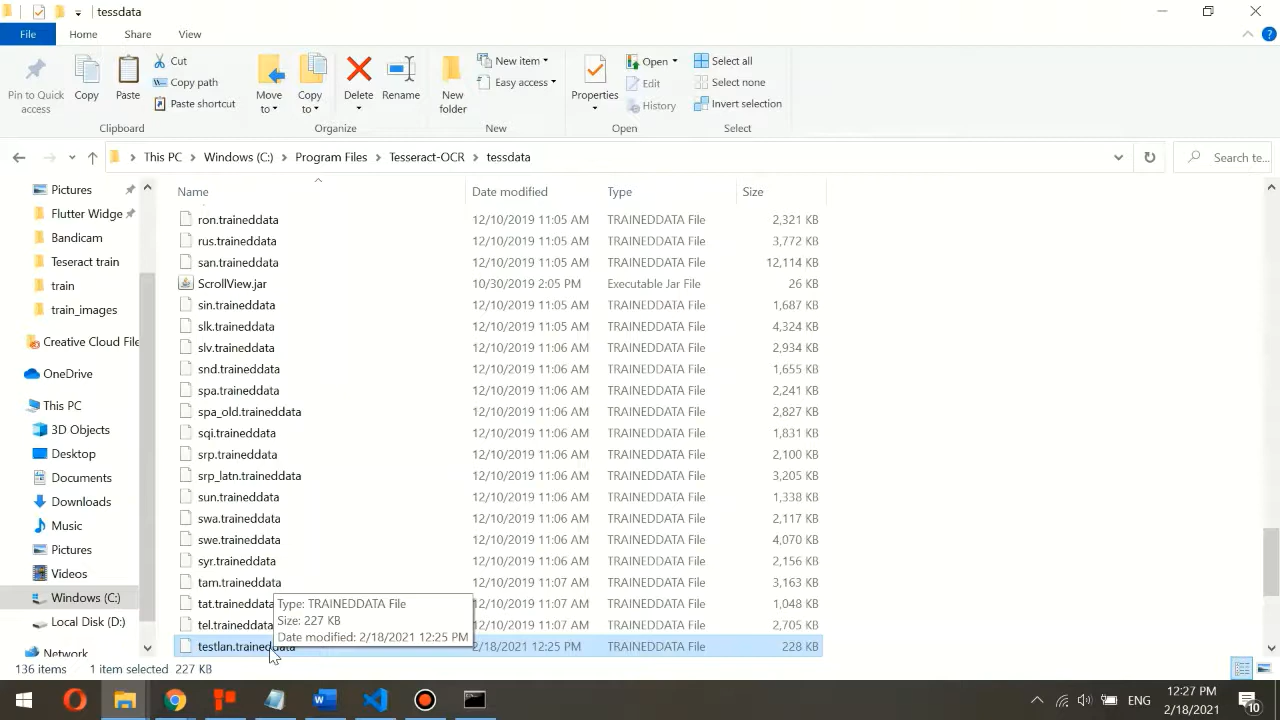 tessdata
File Home Share View
Pin to Quick access
Copy
Paste
Cut
Copy path
Paste shortcut
Clipboard
Move to
Copy to
Delete
Rename
Organize
New folder
New item
Easy access
New
Properties
Open
Edit
History
Open
Select all
Select none
Invert selection
Select
This PC Windows (C:) Program Files Tesseract-OCR tessdata
Search te...
Pictures
Flutter Widge
Bandicam
Teseract train
train
train_images
Creative Cloud File
OneDrive
This PC
3D Objects
Desktop
Documents
Downloads
Music
Pictures
Videos
Windows (C:)
Local Disk (D:)
Network
Name Date modified Type Size
ron.traineddata 12/10/2019 11:05 AM TRAINEDDATA File 2,321 KB
rus.traineddata 12/10/2019 11:05 AM TRAINEDDATA File 3,772 KB
san.traineddata 12/10/2019 11:05 AM TRAINEDDATA File 12,114 KB
ScrollView.jar 10/30/2019 2:05 PM Executable Jar File 26 KB
sin.traineddata 12/10/2019 11:05 AM TRAINEDDATA File 1,687 KB
slk.traineddata 12/10/2019 11:05 AM TRAINEDDATA File 4,324 KB
slv.traineddata 12/10/2019 11:06 AM TRAINEDDATA File 2,934 KB
snd.traineddata 12/10/2019 11:06 AM TRAINEDDATA File 1,655 KB
spa.traineddata 12/10/2019 11:06 AM TRAINEDDATA File 2,241 KB
spa_old.traineddata 12/10/2019 11:06 AM TRAINEDDATA File 2,827 KB
sqi.traineddata 12/10/2019 11:06 AM TRAINEDDATA File 1,831 KB
srp.traineddata 12/10/2019 11:06 AM TRAINEDDATA File 2,100 KB
srp_latn.traineddata 12/10/2019 11:06 AM TRAINEDDATA File 3,205 KB
sun.traineddata 12/10/2019 11:06 AM TRAINEDDATA File 1,338 KB
swa.traineddata 12/10/2019 11:06 AM TRAINEDDATA File 2,117 KB
swe.traineddata 12/10/2019 11:06 AM TRAINEDDATA File 4,070 KB
syr.traineddata 12/10/2019 11:06 AM TRAINEDDATA File 2,156 KB
tam.traineddata 12/10/2019 11:07 AM TRAINEDDATA File 3,163 KB
tat.traineddata 12/10/2019 11:07 AM TRAINEDDATA File 1,048 KB
tel.traineddata 12/10/2019 11:07 AM TRAINEDDATA File 2,705 KB
testlan.traineddata 2/18/2021 12:25 PM TRAINEDDATA File 228 KB
Type: TRAINEDDATA File
Size: 227 KB
Date modified: 2/18/2021 12:25 PM
136 items 1 item selected 227 KB
ENG
12:27 PM
2/18/2021
10